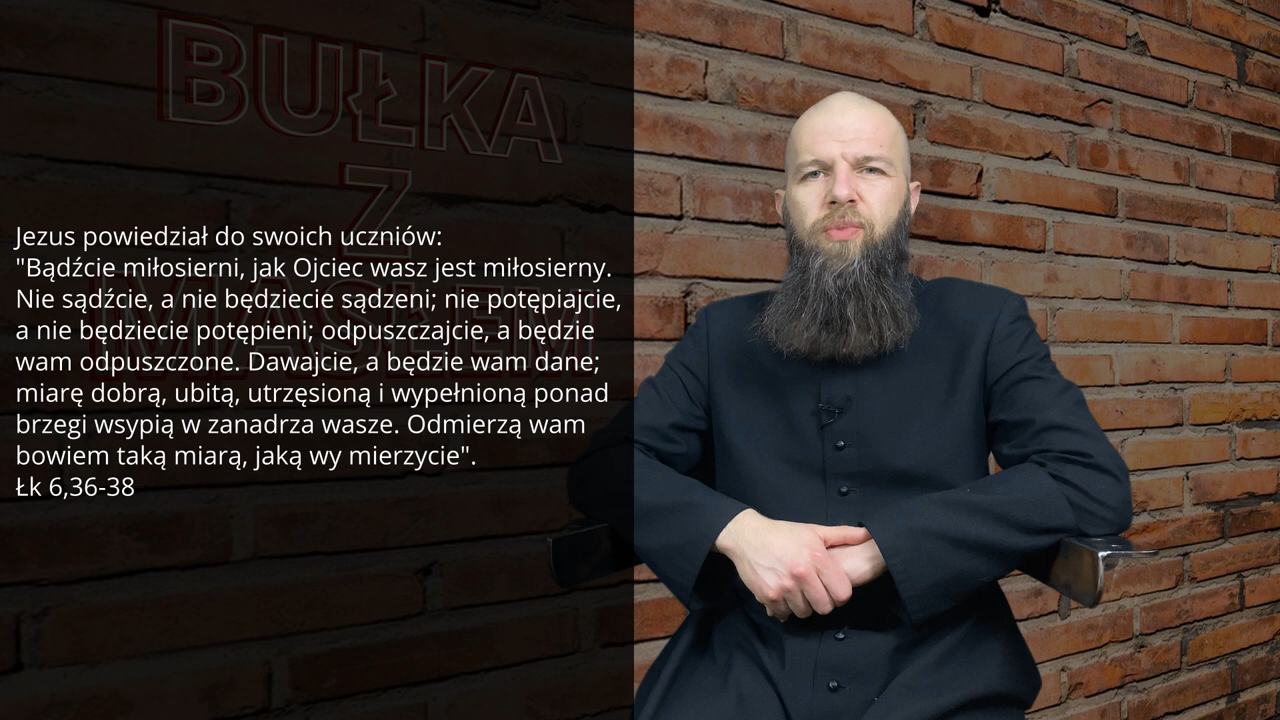 BUŁKA
Z
MASŁEM
Jezus powiedział do swoich uczniów:
"Bądźcie miłosierni, jak Ojciec wasz jest miłosierny.
Nie sądźcie, a nie będziecie sądzeni; nie potępiajcie,
a nie będziecie potępieni; odpuszczajcie, a będzie
wam odpuszczone. Dawajcie, a będzie wam dane;
miarę dobrą, ubitą, utrzęsioną i wypełnioną ponad
brzegi wsypią w zanadrza wasze. Odmierzą wam
bowiem taką miarą, jaką wy mierzycie".
Łk 6,36-38